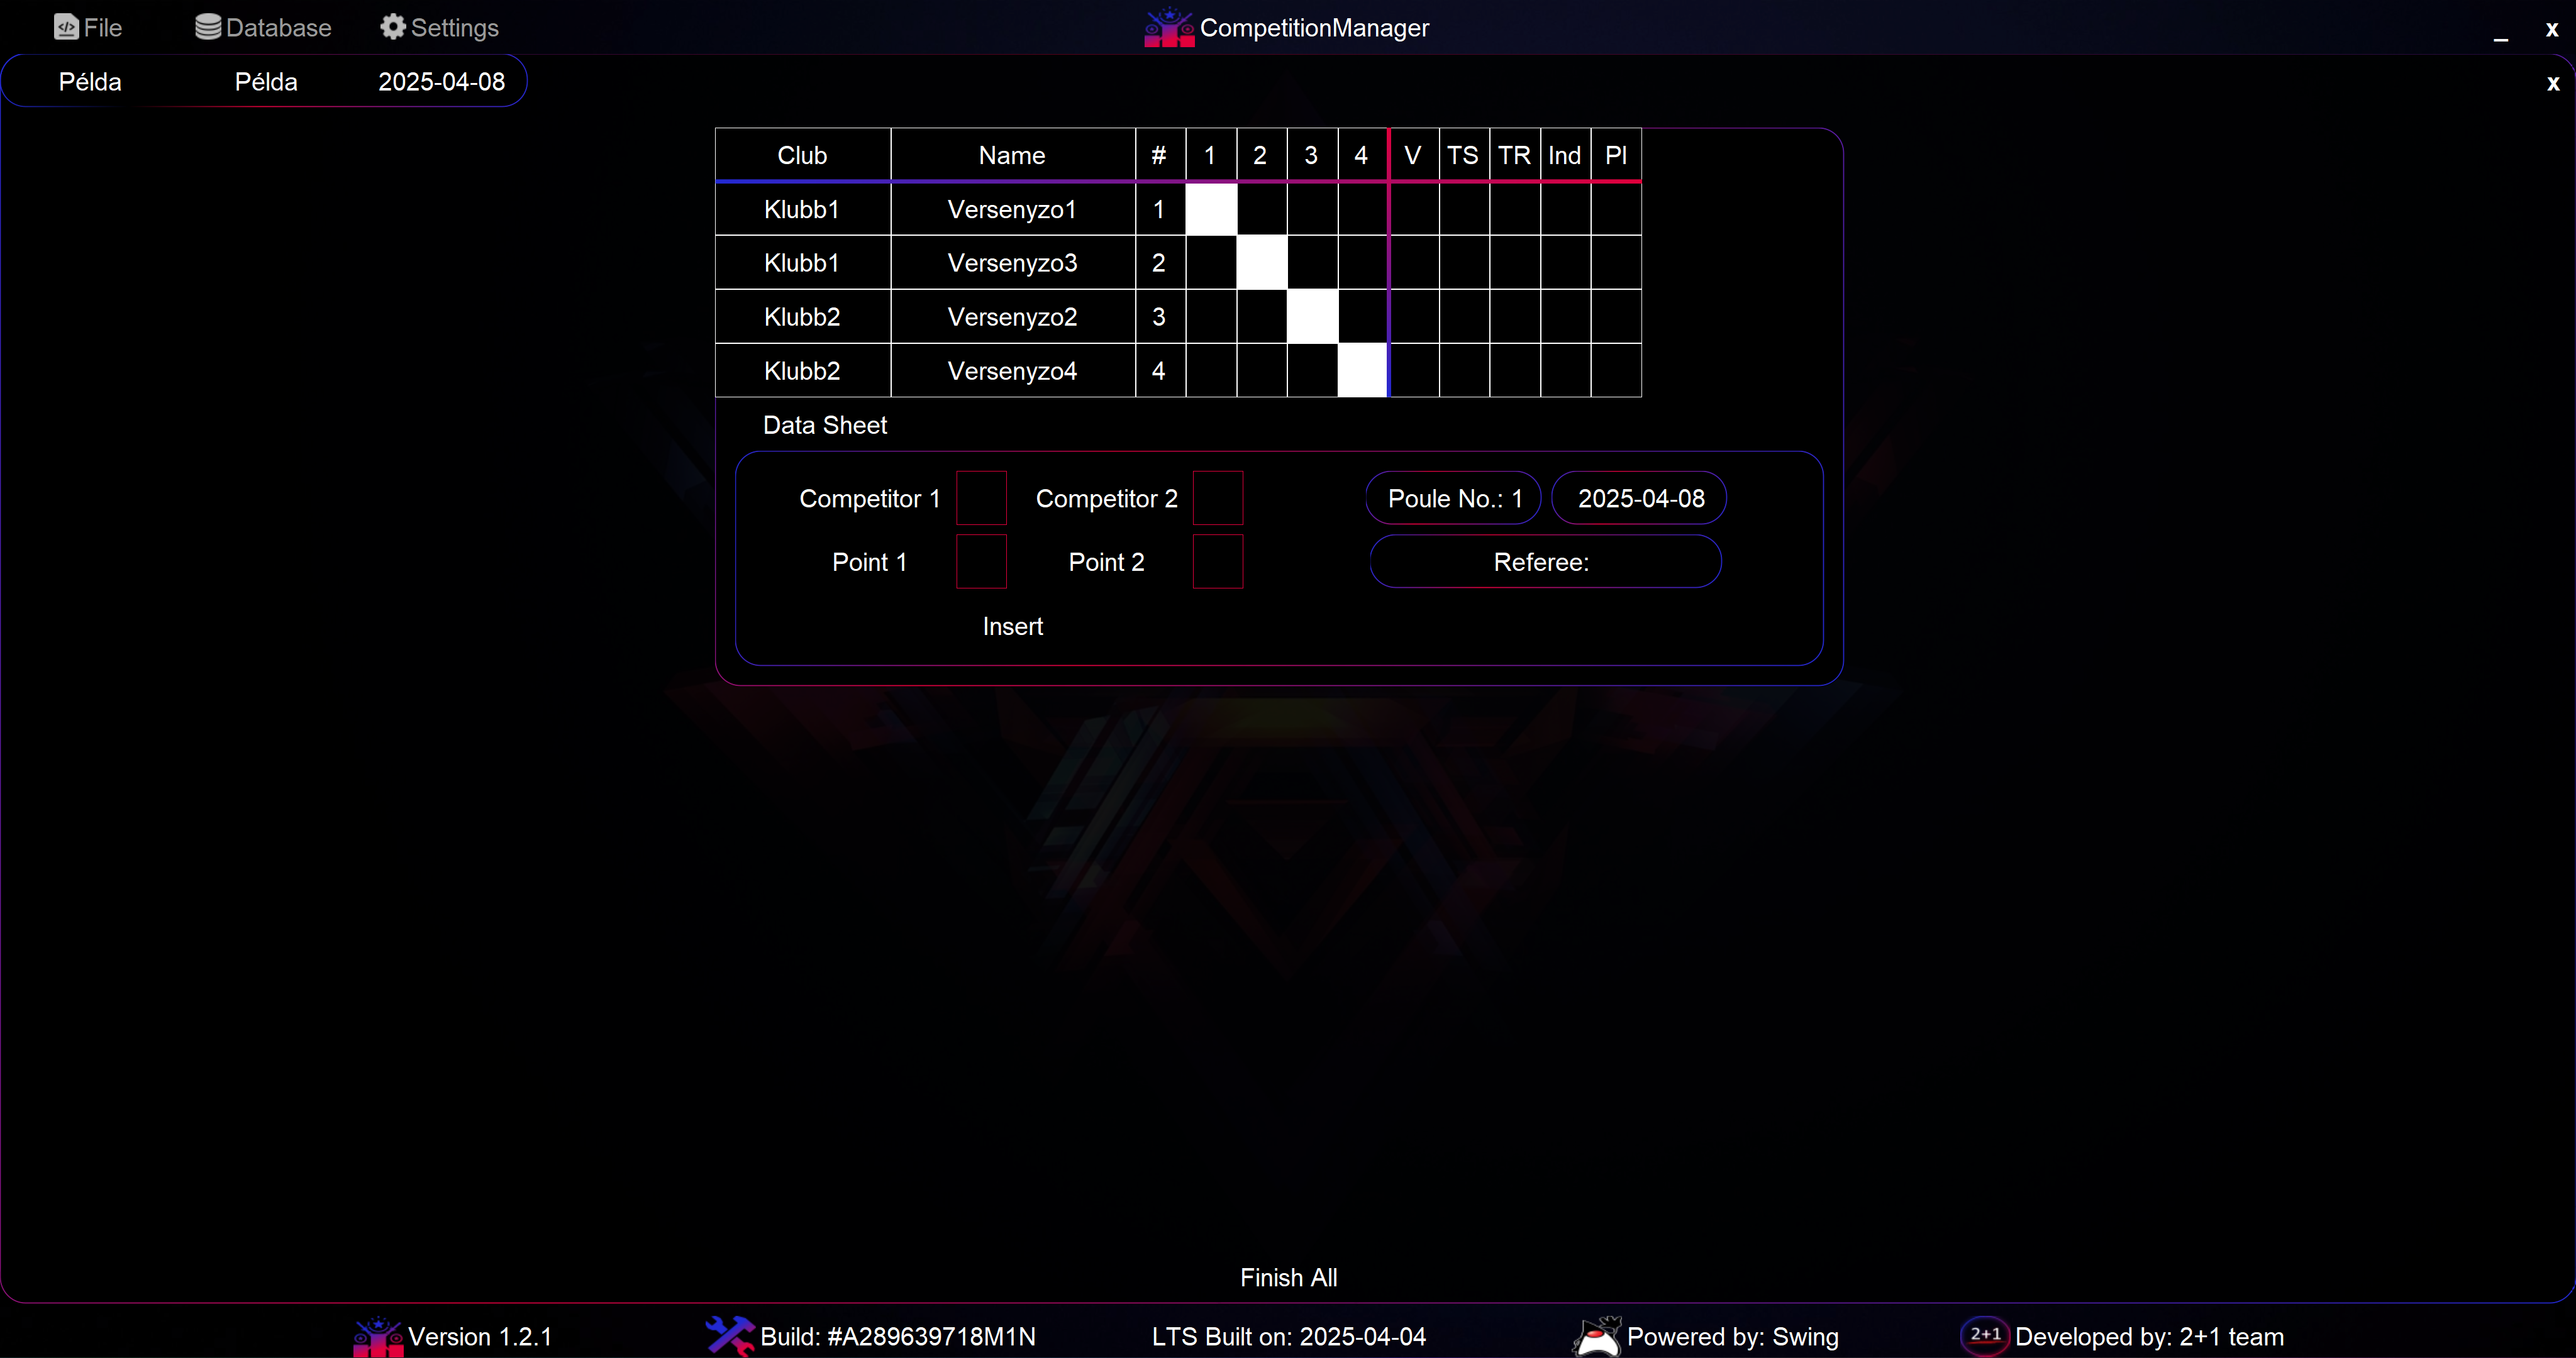 File Database Settings CompetitionManager _ x
Példa Példa 2025-04-08 x
Club Name # 1 2 3 4 V TS TR Ind Pl
Klubb1 Versenyzo1 1
Klubb1 Versenyzo3 2
Klubb2 Versenyzo2 3
Klubb2 Versenyzo4 4
Data Sheet
Competitor 1 Competitor 2 Poule No.: 1 2025-04-08
Point 1 Point 2 Referee:
Insert
Finish All
Version 1.2.1 Build: #A289639718M1N LTS Built on: 2025-04-04 Powered by: Swing 2+1 Developed by: 2+1 team